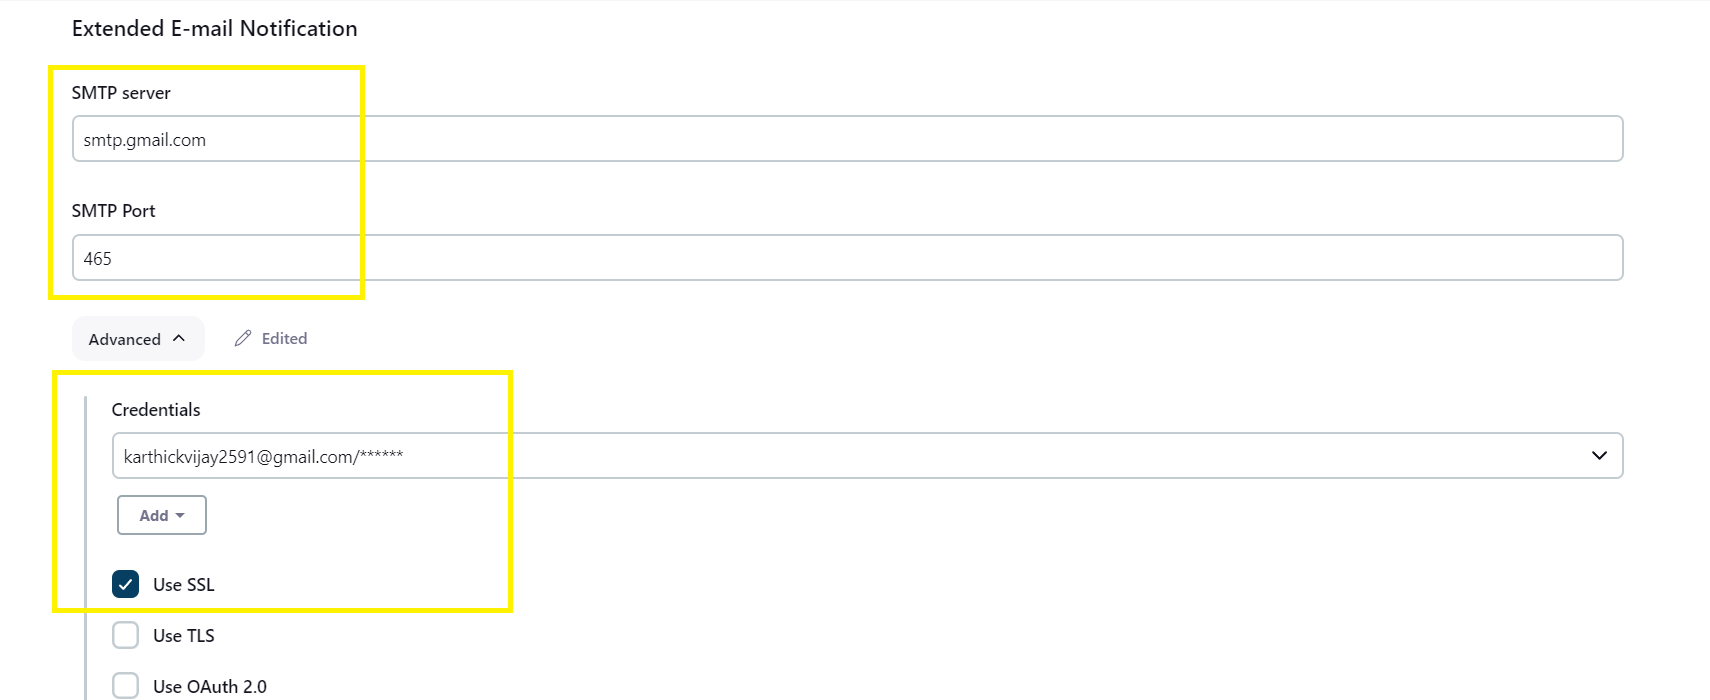 Extended E-mail Notification
SMTP server
smtp.gmail.com
SMTP Port
465
Advanced
Edited
Credentials
karthickvijay2591@gmail.com/******
Add
Use SSL
Use TLS
Use OAuth 2.0